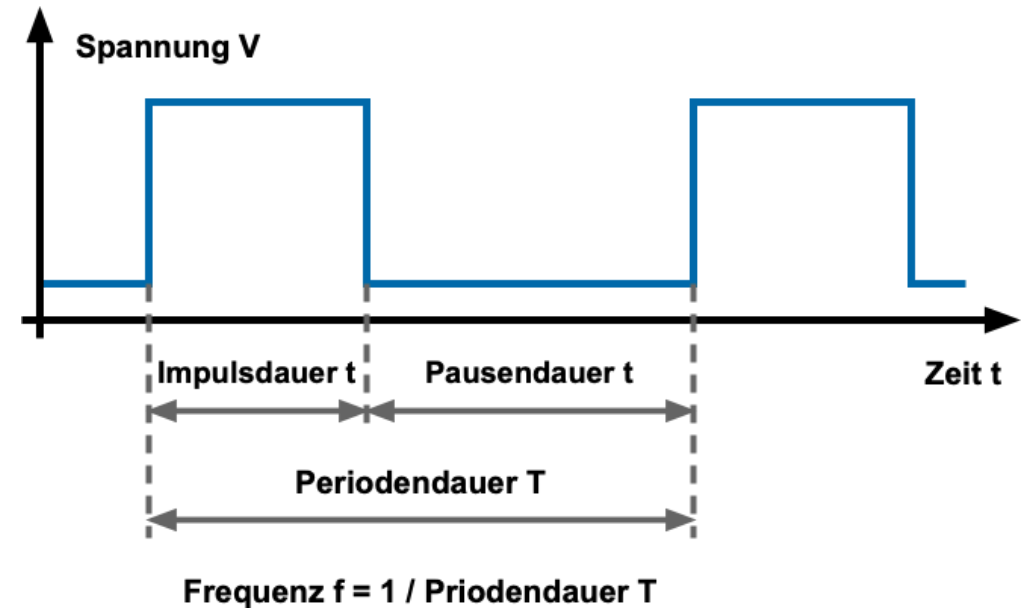 Spannung V
Impulsdauer t
Pausendauer t
Zeit t
Periodendauer T
Frequenz f = 1 / Priodendauer T